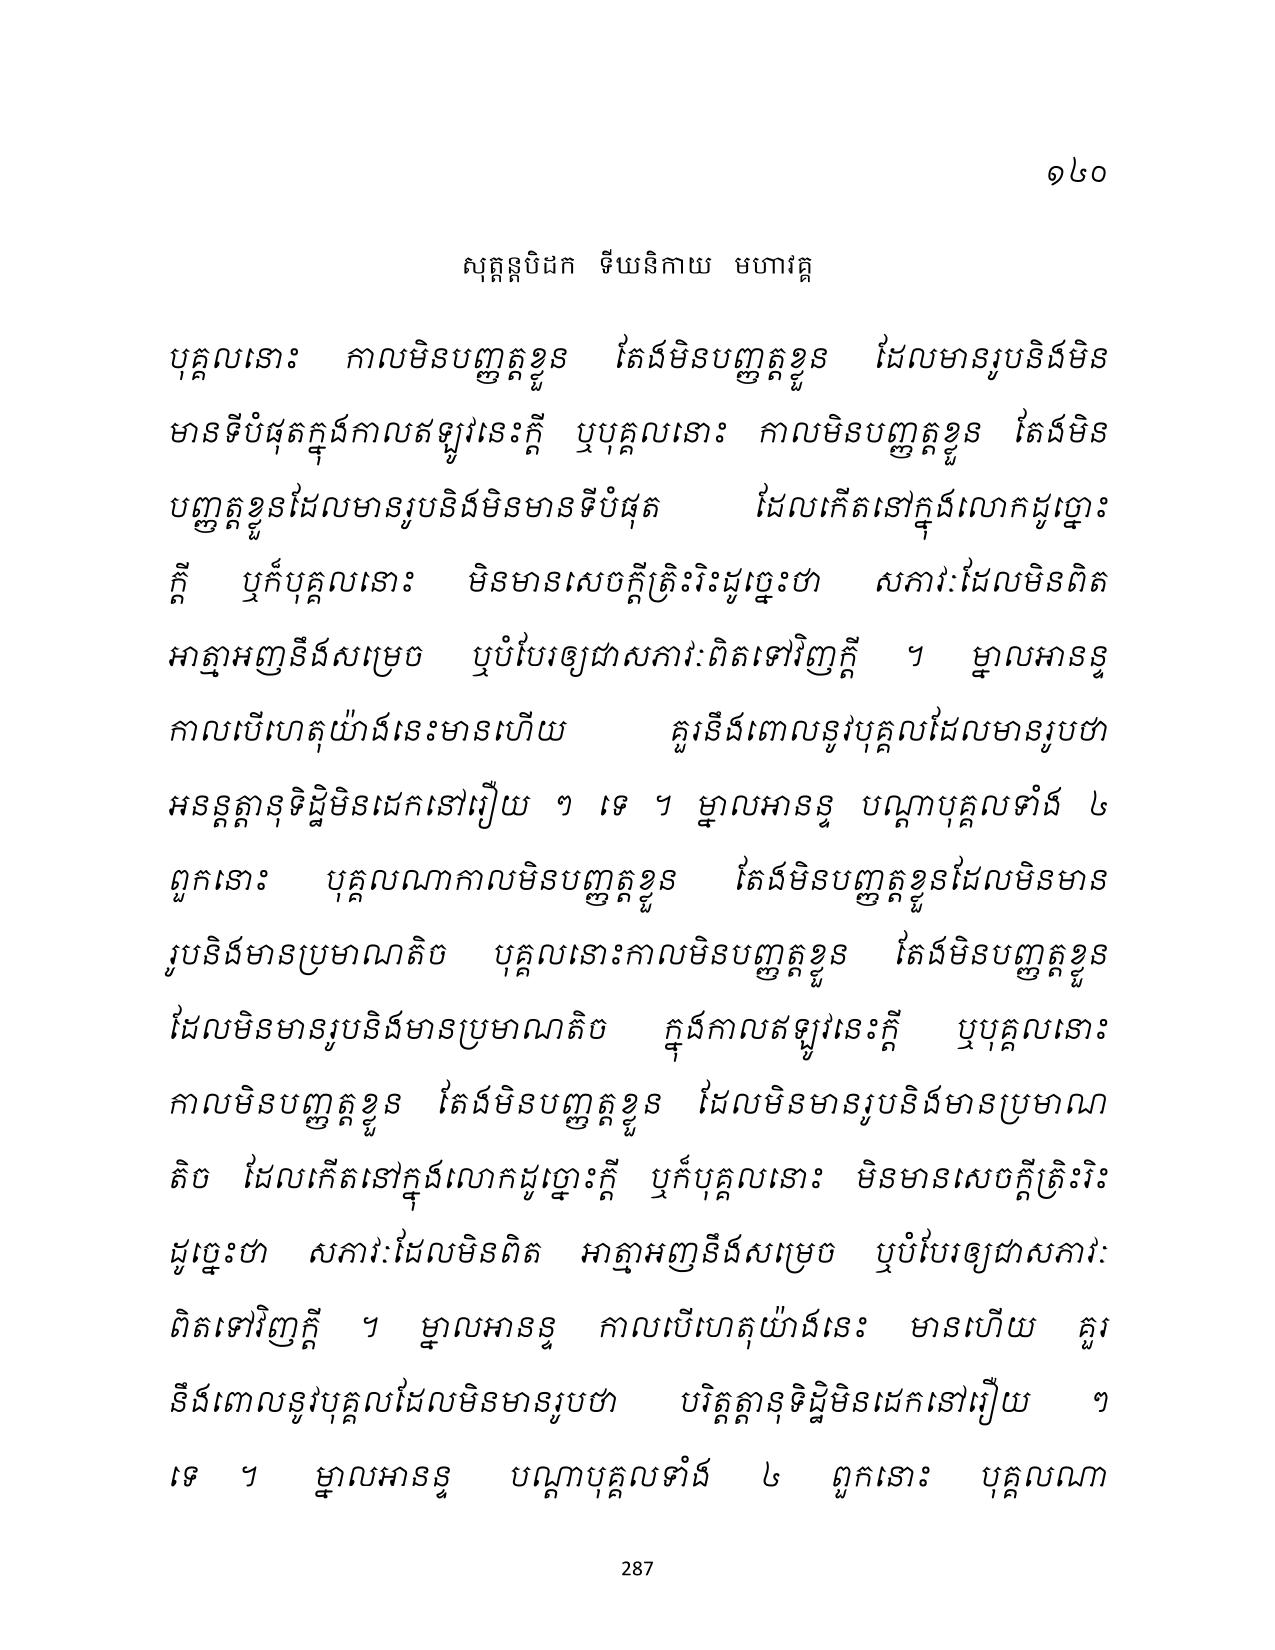 ១៤០
សុត្តន្តបិដក ទីឃនិកាយ មហាវគ្គ
បុគ្គលនោះ កាលមិនបញ្ញត្តខ្លួន តែងមិនបញ្ញត្តខ្លួន ដែលមានរូបនិងមិន
មានទីបំផុតក្នុងកាលឥឡូវនេះក្តី ឬបុគ្គលនោះ កាលមិនបញ្ញត្តខ្លួន តែងមិន
បញ្ញត្តខ្លួនដែលមានរូបនិងមិនមានទីបំផុត ដែលកើតនៅក្នុងលោកដូច្នោះ
ក្តី ឬក៏បុគ្គលនោះ មិនមានសេចក្តីត្រិះរិះដូច្នេះថា សភាវៈដែលមិនពិត
អាត្មាអញនឹងសម្រេច ឬបំបែរឲ្យជាសភាវៈពិតទៅវិញក្តី ។ ម្នាលអានន្ទ
កាលបើហេតុយ៉ាងនេះមានហើយ គួរនឹងពោលនូវបុគ្គលដែលមានរូបថា
អនន្តត្តានុទិដ្ឋិមិនដេកនៅរឿយ ៗ ទេ ។ ម្នាលអានន្ទ បណ្តាបុគ្គលទាំង ៤
ពួកនោះ បុគ្គលណាកាលមិនបញ្ញត្តខ្លួន តែងមិនបញ្ញត្តខ្លួនដែលមិនមាន
រូបនិងមានប្រមាណតិច បុគ្គលនោះកាលមិនបញ្ញត្តខ្លួន តែងមិនបញ្ញត្តខ្លួន
ដែលមិនមានរូបនិងមានប្រមាណតិច ក្នុងកាលឥឡូវនេះក្តី ឬបុគ្គលនោះ
កាលមិនបញ្ញត្តខ្លួន តែងមិនបញ្ញត្តខ្លួន ដែលមិនមានរូបនិងមានប្រមាណ
តិច ដែលកើតនៅក្នុងលោកដូច្នោះក្តី ឬក៏បុគ្គលនោះ មិនមានសេចក្តីត្រិះរិះ
ដូច្នេះថា សភាវៈដែលមិនពិត អាត្មាអញនឹងសម្រេច ឬបំបែរឲ្យជាសភាវៈ
ពិតទៅវិញក្តី ។ ម្នាលអានន្ទ កាលបើហេតុយ៉ាងនេះ មានហើយ គួរ
នឹងពោលនូវបុគ្គលដែលមិនមានរូបថា បរិត្តត្តានុទិដ្ឋិមិនដេកនៅរឿយ ៗ
ទេ ។ ម្នាលអានន្ទ បណ្តាបុគ្គលទាំង ៤ ពួកនោះ បុគ្គលណា
287